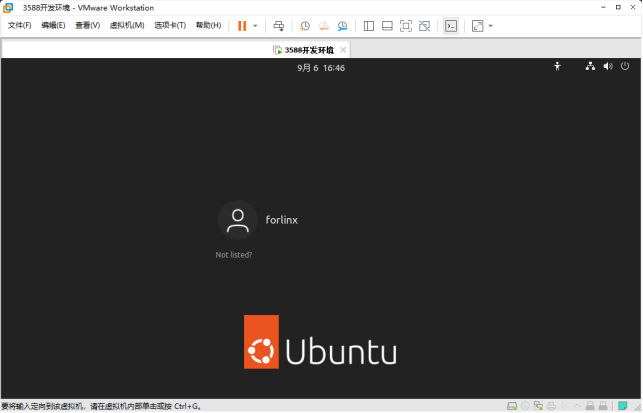 3588开发环境 - VMware Workstation
文件(F) 编辑(E) 查看(V) 虚拟机(M) 选项卡(T) 帮助(H)
3588开发环境
9月 6 16:46
forlinx
Not listed?
Ubuntu
要将输入定向到该虚拟机，请在虚拟机内部单击或按 Ctrl+G。